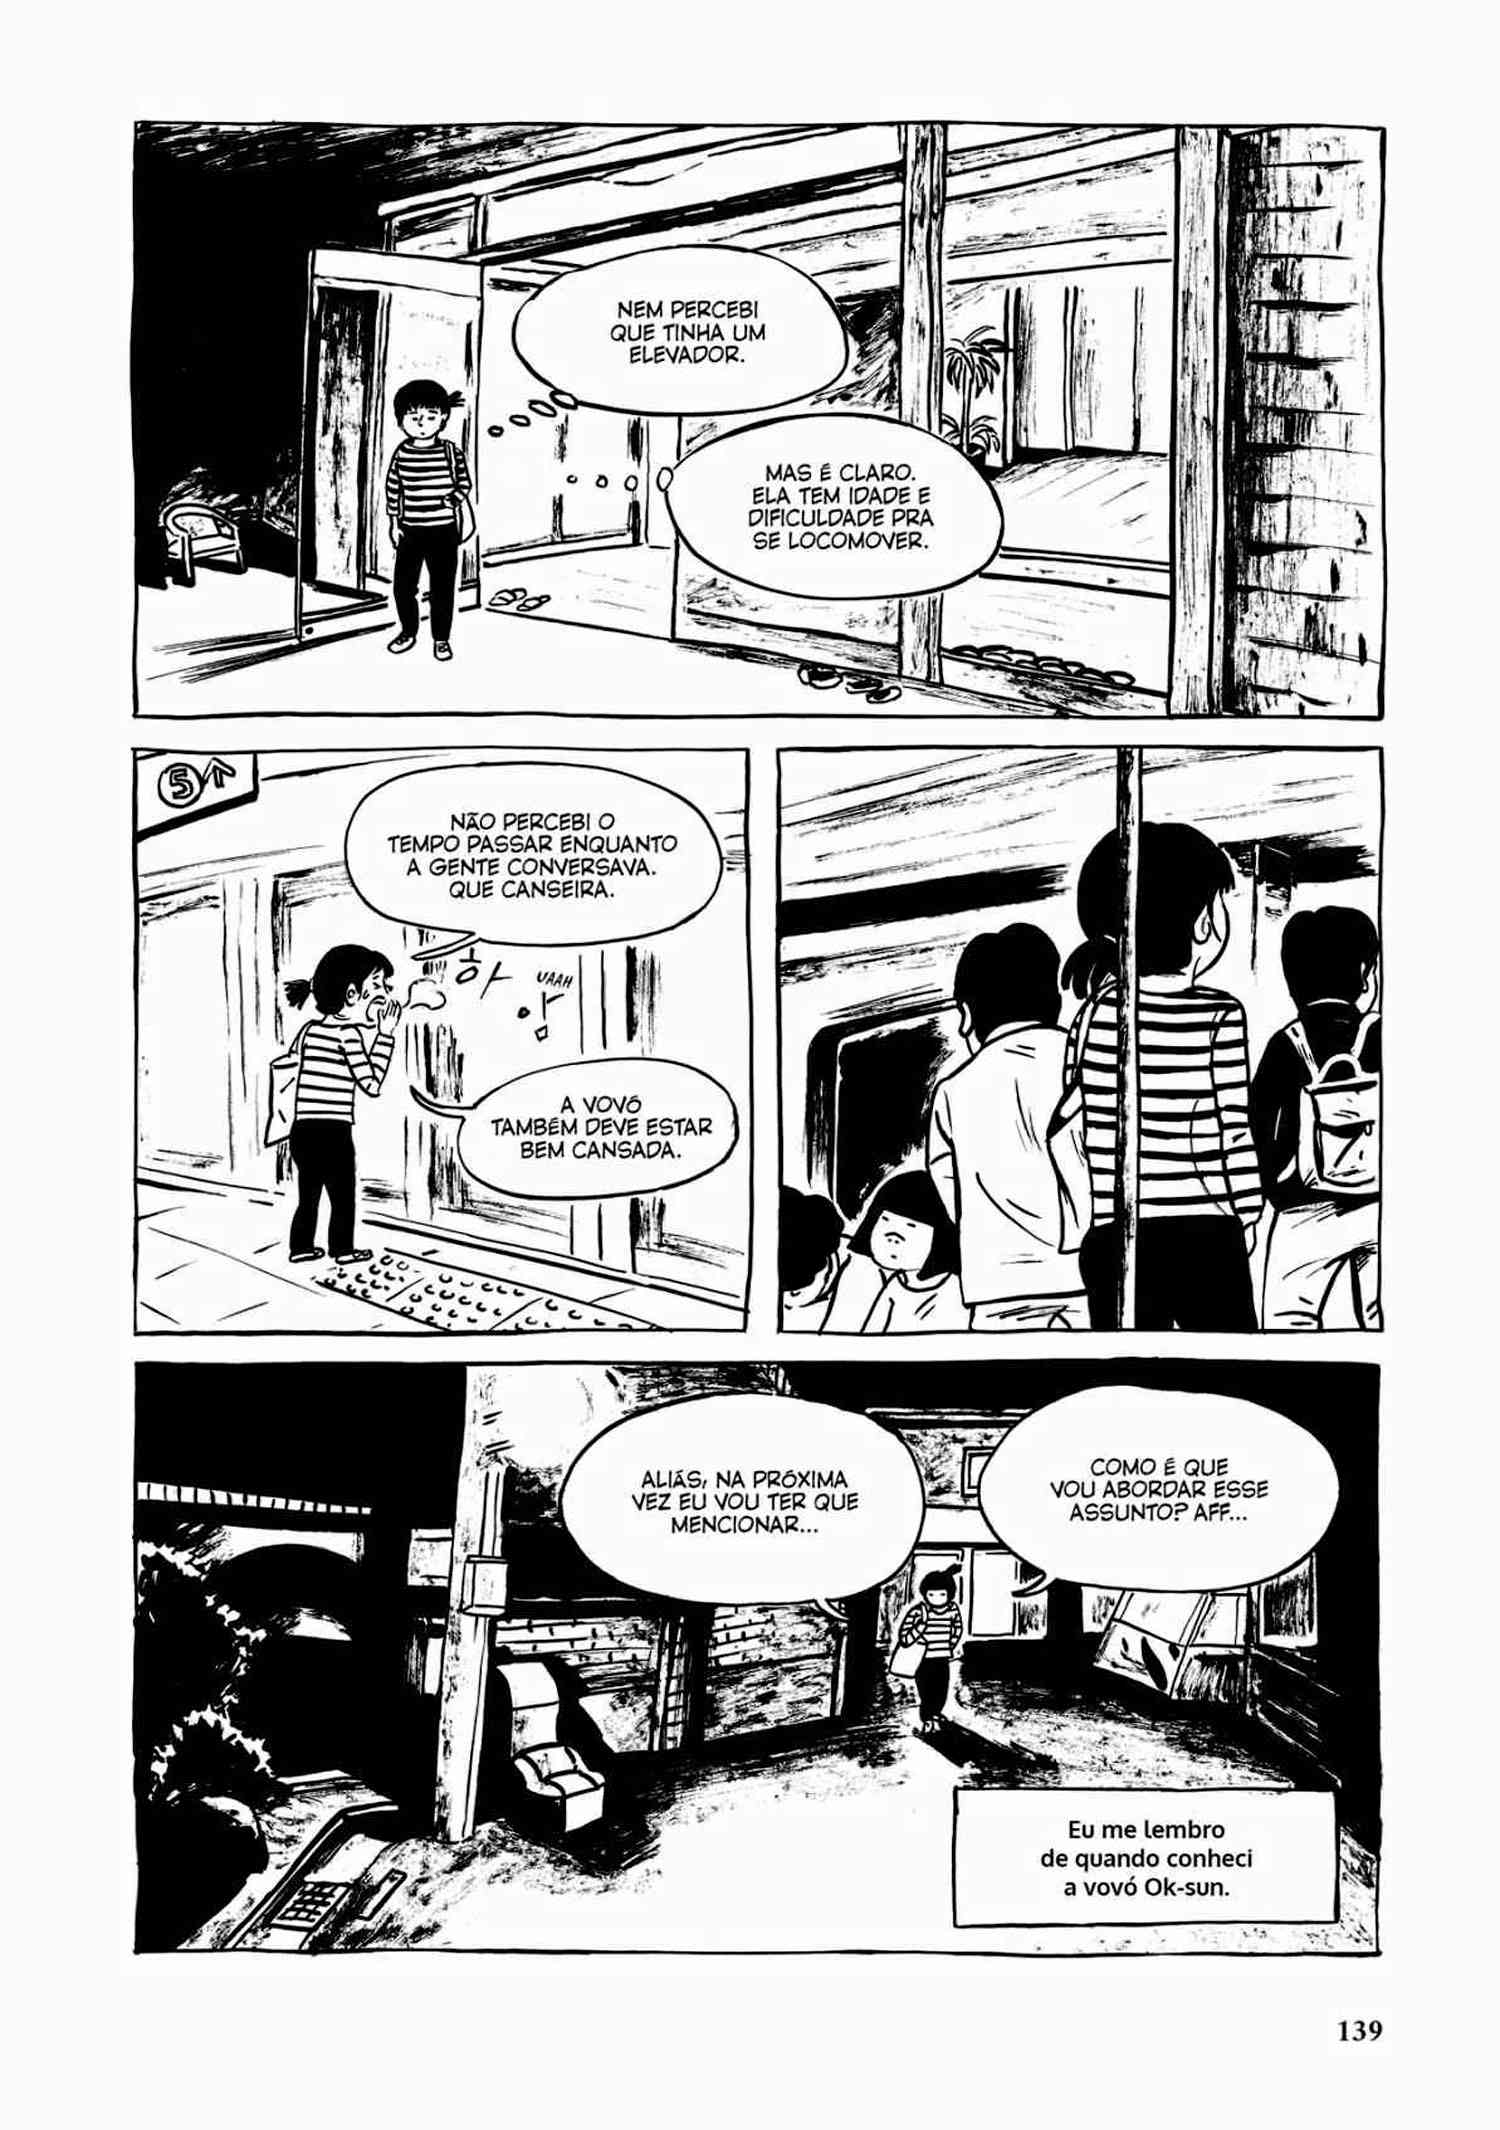 NEM PERCEBI
QUE TINHA UM
ELEVADOR.
MAS É CLARO.
ELA TEM IDADE E
DIFICULDADE PRA
SE LOCOMOVER.
5
NÃO PERCEBI O
TEMPO PASSAR ENQUANTO
A GENTE CONVERSAVA.
QUE CANSEIRA.
하
UAAH
암
A VOVÓ
TAMBÉM DEVE ESTAR
BEM CANSADA.
ALIÁS, NA PRÓXIMA
VEZ EU VOU TER QUE
MENCIONAR...
COMO É QUE
VOU ABORDAR ESSE
ASSUNTO? AFF...
Eu me lembro
de quando conheci
a vovó Ok-sun.
139